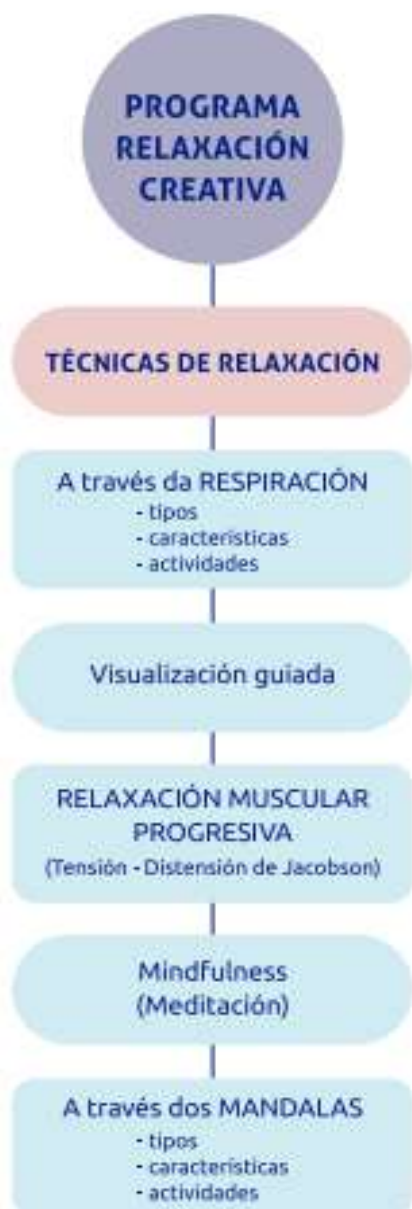 PROGRAMA
RELAXACIÓN
CREATIVA
TÉCNICAS DE RELAXACIÓN
A través da RESPIRACIÓN
- tipos
- características
- actividades
Visualización guiada
RELAXACIÓN MUSCULAR
PROGRESIVA
(Tensión - Distensión de Jacobson)
Mindfulness
(Meditación)
A través dos MANDALAS
- tipos
- características
- actividades